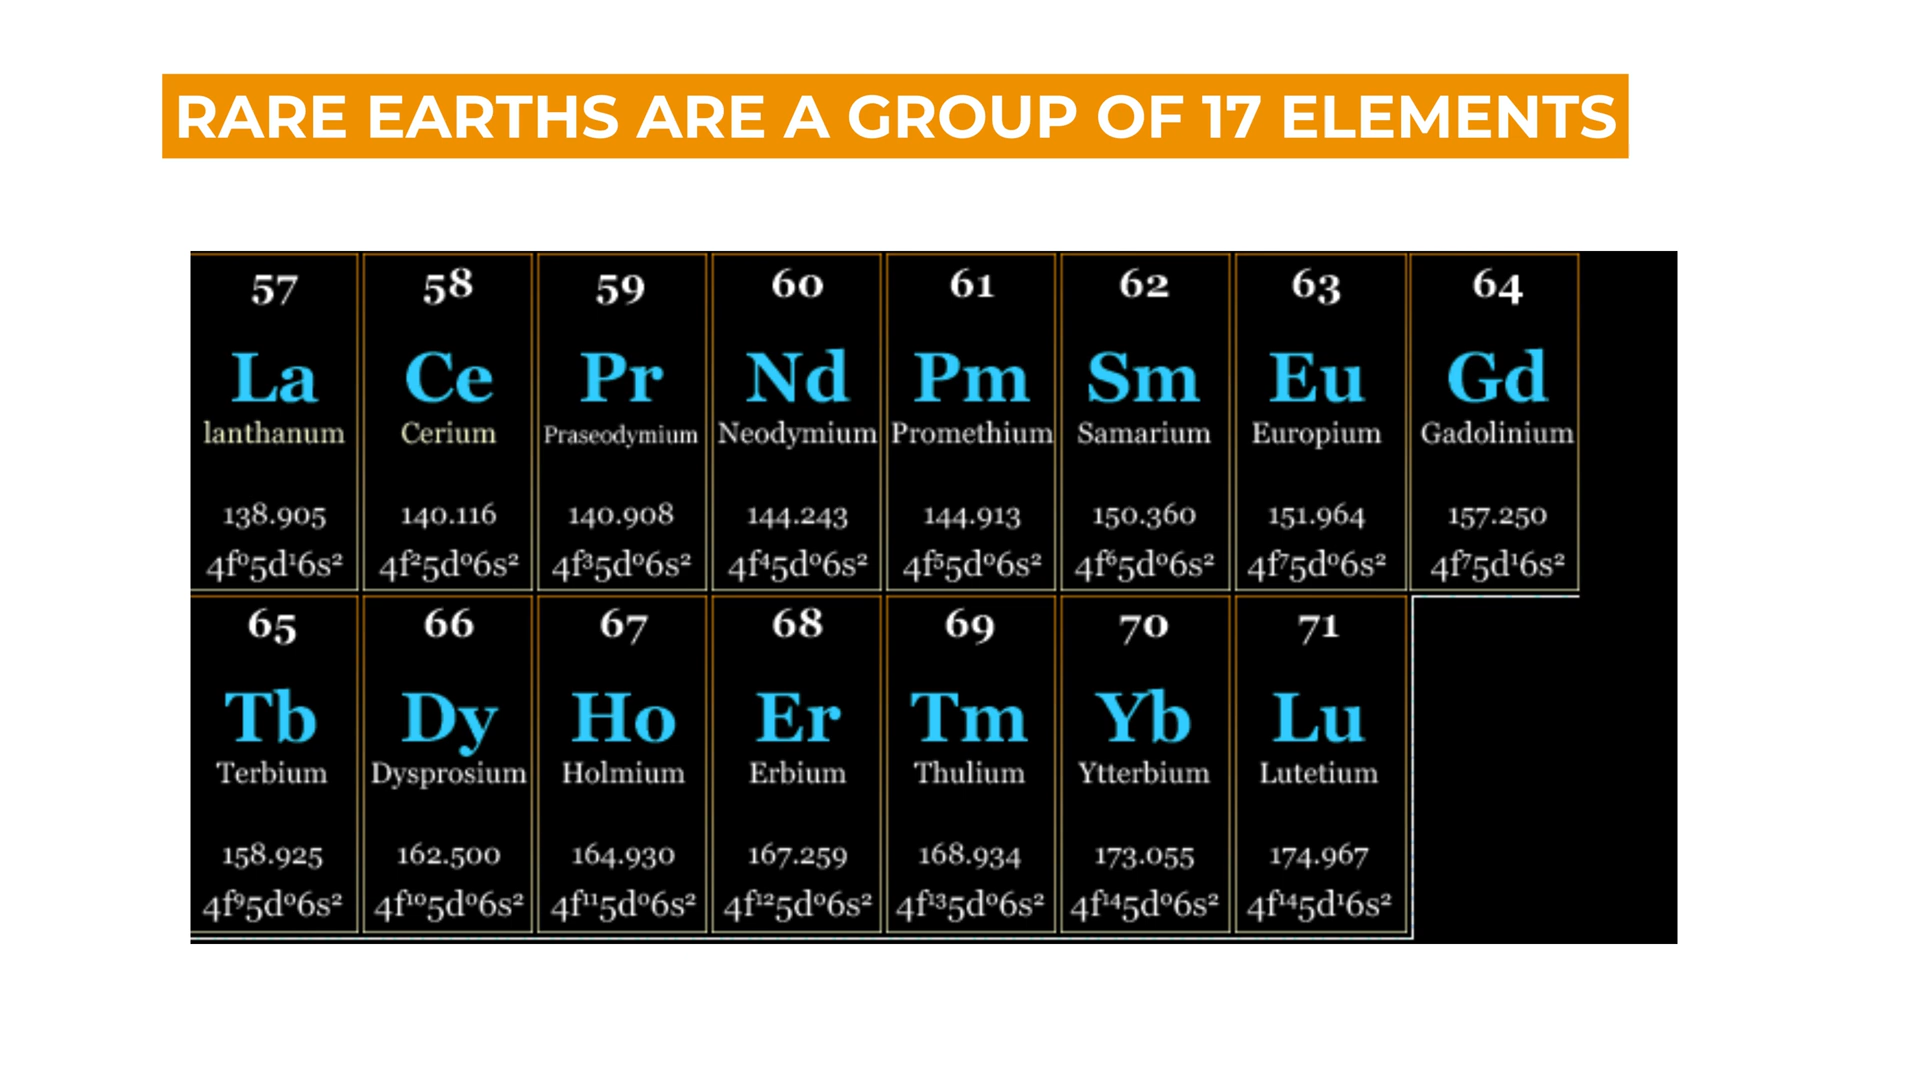 RARE EARTHS ARE A GROUP OF 17 ELEMENTS
57 58 59 60 61 62 63 64
La Ce Pr Nd Pm Sm Eu Gd
lanthanum Cerium Praseodymium Neodymium Promethium Samarium Europium Gadolinium
138.905 140.116 140.908 144.243 144.913 150.360 151.964 157.250
4f⁰5d¹6s² 4f²5d⁰6s² 4f³5d⁰6s² 4f⁴5d⁰6s² 4f⁵5d⁰6s² 4f⁶5d⁰6s² 4f⁷5d⁰6s² 4f⁷5d¹6s²
65 66 67 68 69 70 71
Tb Dy Ho Er Tm Yb Lu
Terbium Dysprosium Holmium Erbium Thulium Ytterbium Lutetium
158.925 162.500 164.930 167.259 168.934 173.055 174.967
4f⁹5d⁰6s² 4f¹⁰5d⁰6s² 4f¹¹5d⁰6s² 4f¹²5d⁰6s² 4f¹³5d⁰6s² 4f¹⁴5d⁰6s² 4f¹⁴5d¹6s²